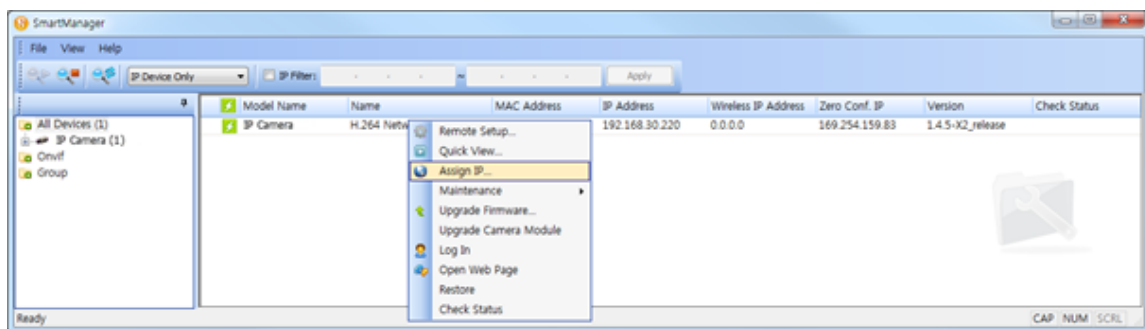 SmartManager
File View Help
IP Device Only IP Filter: . . . ~ . . . Apply
Model Name Name MAC Address IP Address Wireless IP Address Zero Conf. IP Version Check Status
All Devices (1)
IP Camera (1)
Onvif
Group
IP Camera H.264 Netw 192.168.30.220 0.0.0.0 169.254.159.83 1.4.5-X2_release
Remote Setup...
Quick View...
Assign IP...
Maintenance
Upgrade Firmware...
Upgrade Camera Module
Log In
Open Web Page
Restore
Check Status
Ready CAP NUM SCRL